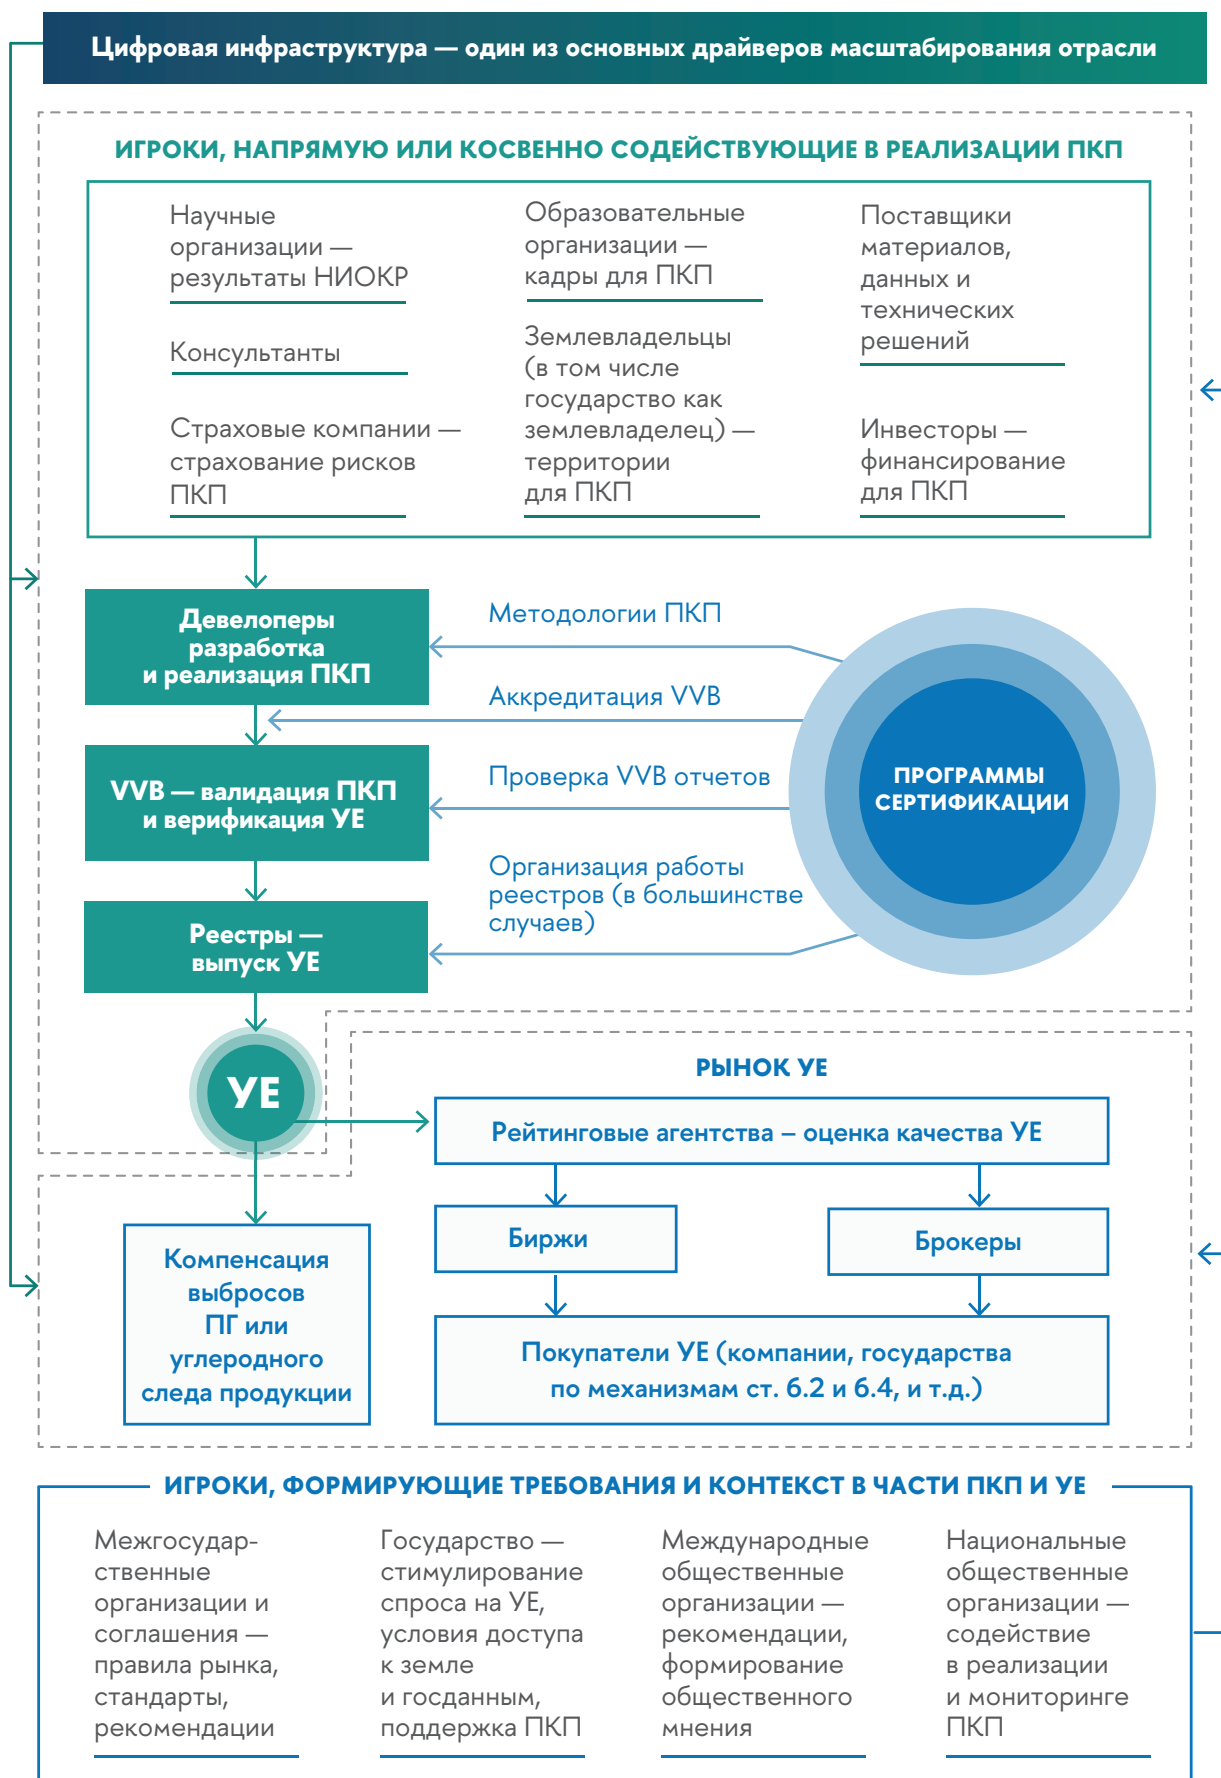 Цифровая инфраструктура — один из основных драйверов масштабирования отрасли
ИГРОКИ, НАПРЯМУЮ ИЛИ КОСВЕННО СОДЕЙСТВУЮЩИЕ В РЕАЛИЗАЦИИ ПКП
Научные
организации —
результаты НИОКР
Консультанты
Страховые компании —
страхование рисков
ПКП
Образовательные
организации —
кадры для ПКП
Землевладельцы
(в том числе
государство как
землевладелец) —
территории
для ПКП
Поставщики
материалов,
данных и
технических
решений
Инвесторы —
финансирование
для ПКП
Девелоперы
разработка
и реализация ПКП
Методологии ПКП
Аккредитация VVB
VVB — валидация ПКП
и верификация УЕ
Проверка VVB отчетов
ПРОГРАММЫ
СЕРТИФИКАЦИИ
Организация работы
реестров (в большинстве
случаев)
Реестры —
выпуск УЕ
УЕ
РЫНОК УЕ
Рейтинговые агентства – оценка качества УЕ
Биржи
Брокеры
Компенсация
выбросов
ПГ или
углеродного
следа продукции
Покупатели УЕ (компании, государства
по механизмам ст. 6.2 и 6.4, и т.д.)
ИГРОКИ, ФОРМИРУЮЩИЕ ТРЕБОВАНИЯ И КОНТЕКСТ В ЧАСТИ ПКП И УЕ
Межгосудар-
ственные
организации и
соглашения —
правила рынка,
стандарты,
рекомендации
Государство —
стимулирование
спроса на УЕ,
условия доступа
к земле
и госданным,
поддержка ПКП
Международные
общественные
организации —
рекомендации,
формирование
общественного
мнения
Национальные
общественные
организации —
содействие
в реализации
и мониторинге
ПКП